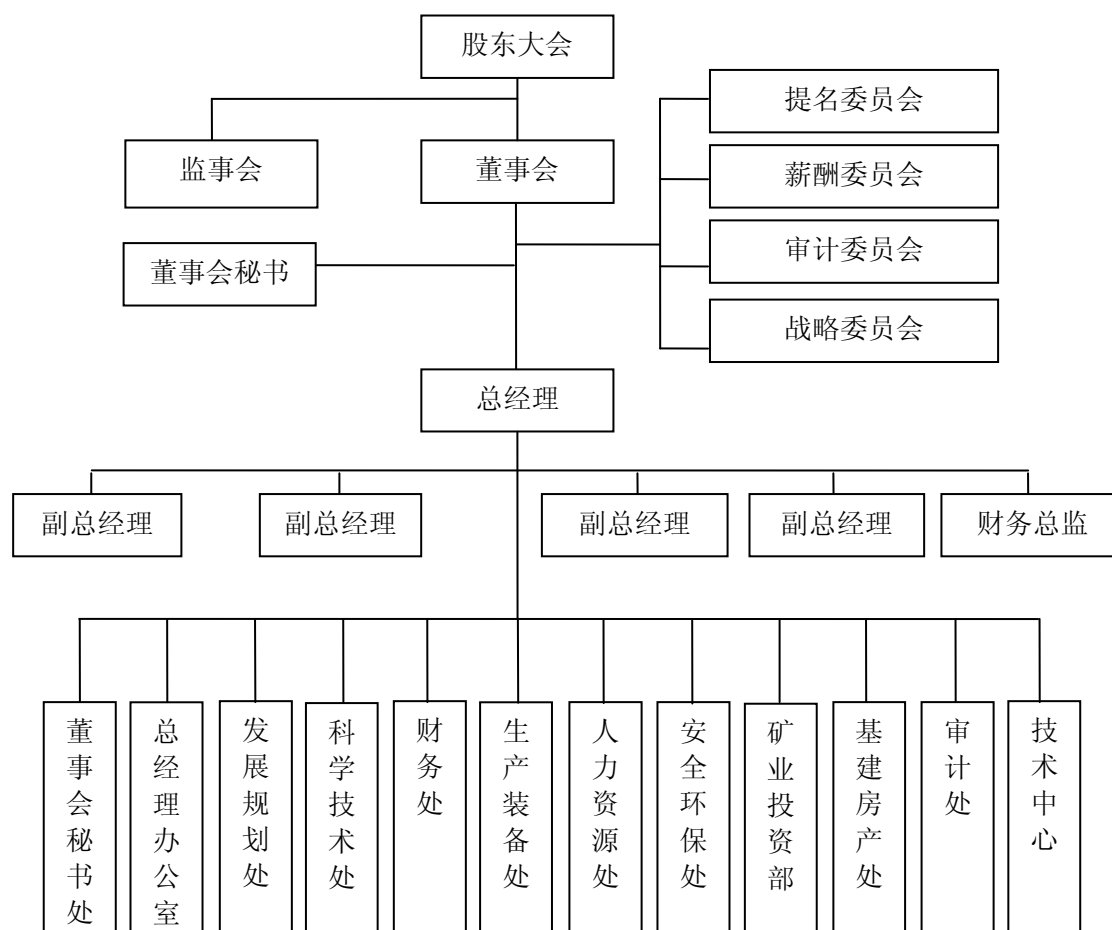 股东大会
提名委员会
监事会
董事会
薪酬委员会
董事会秘书
审计委员会
战略委员会
总经理
副总经理
副总经理
副总经理
副总经理
财务总监
董事会秘书处
总经理办公室
发展规划处
科学技术处
财务处
生产装备处
人力资源处
安全环保处
矿业投资部
基建房产处
审计处
技术中心